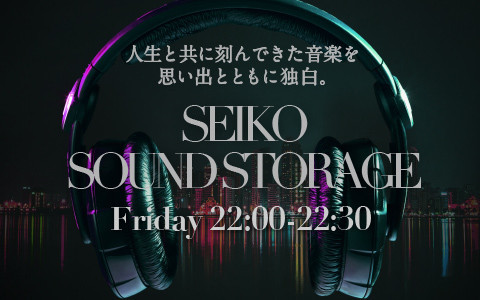 人生と共に刻んできた音楽を
思い出とともに独白。
SEIKO
SOUND STORAGE
Friday 22:00-22:30